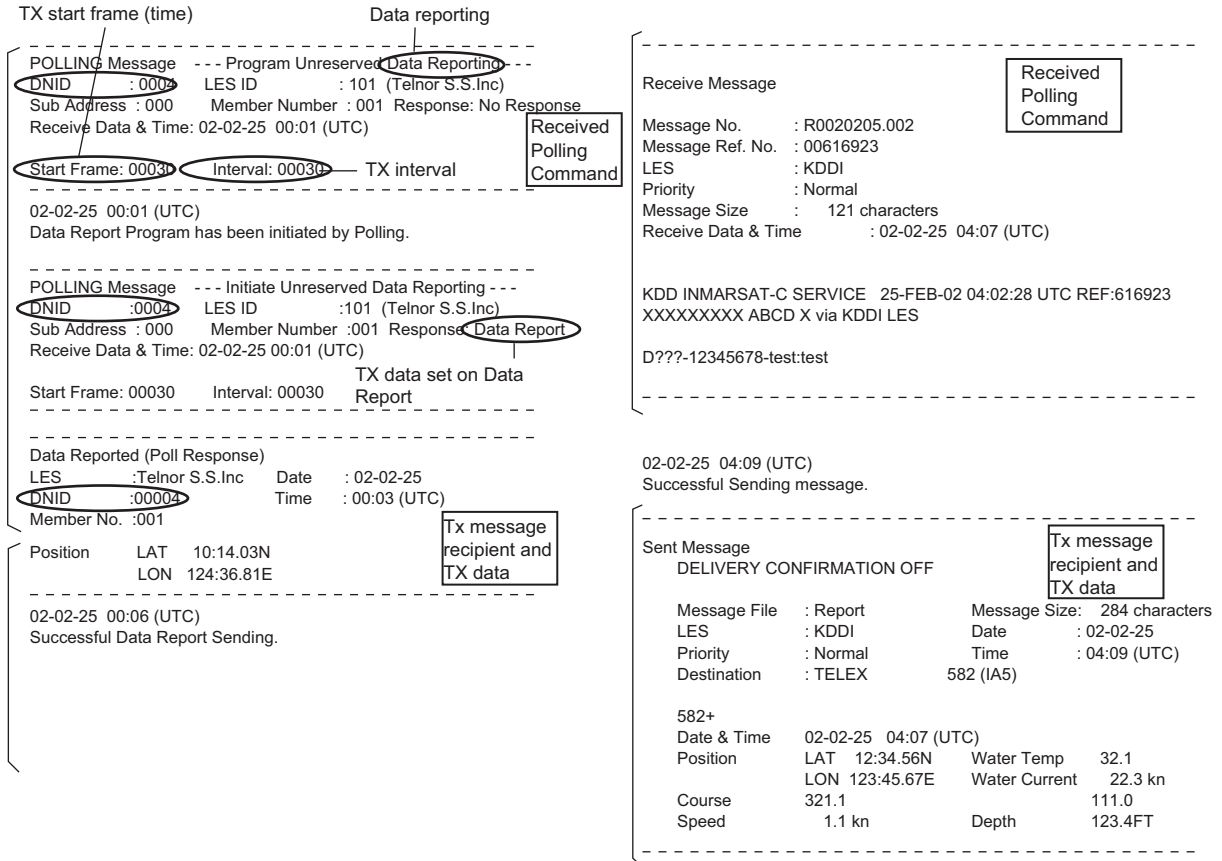 TX start frame (time)
Data reporting
POLLING Message - - - Program Unreserved Data Reporting - - -
DNID : 0004 LES ID : 101 (Telnor S.S.Inc)
Sub Address : 000 Member Number : 001 Response: No Response
Receive Data & Time: 02-02-25 00:01 (UTC)
Received
Polling
Command
Start Frame: 00030 Interval: 00030
TX interval
02-02-25 00:01 (UTC)
Data Report Program has been initiated by Polling.
POLLING Message - - - Initiate Unreserved Data Reporting - - -
DNID :0004 LES ID :101 (Telnor S.S.Inc)
Sub Address : 000 Member Number :001 Response: Data Report
Receive Data & Time: 02-02-25 00:01 (UTC)
TX data set on Data
Report
Start Frame: 00030 Interval: 00030
Data Reported (Poll Response)
LES :Telnor S.S.Inc Date : 02-02-25
DNID :00004 Time : 00:03 (UTC)
Member No. :001
Tx message
recipient and
TX data
Position LAT 10:14.03N
LON 124:36.81E
02-02-25 00:06 (UTC)
Successful Data Report Sending.
Receive Message
Received
Polling
Command
Message No. : R0020205.002
Message Ref. No. : 00616923
LES : KDDI
Priority : Normal
Message Size : 121 characters
Receive Data & Time : 02-02-25 04:07 (UTC)
KDD INMARSAT-C SERVICE 25-FEB-02 04:02:28 UTC REF:616923
XXXXXXXXX ABCD X via KDDI LES
D???-12345678-test:test
02-02-25 04:09 (UTC)
Successful Sending message.
Sent Message
DELIVERY CONFIRMATION OFF
Tx message
recipient and
TX data
Message File : Report Message Size: 284 characters
LES : KDDI Date : 02-02-25
Priority : Normal Time : 04:09 (UTC)
Destination : TELEX 582 (IA5)
582+
Date & Time 02-02-25 04:07 (UTC)
Position LAT 12:34.56N Water Temp 32.1
LON 123:45.67E Water Current 22.3 kn
Course 321.1 111.0
Speed 1.1 kn Depth 123.4FT